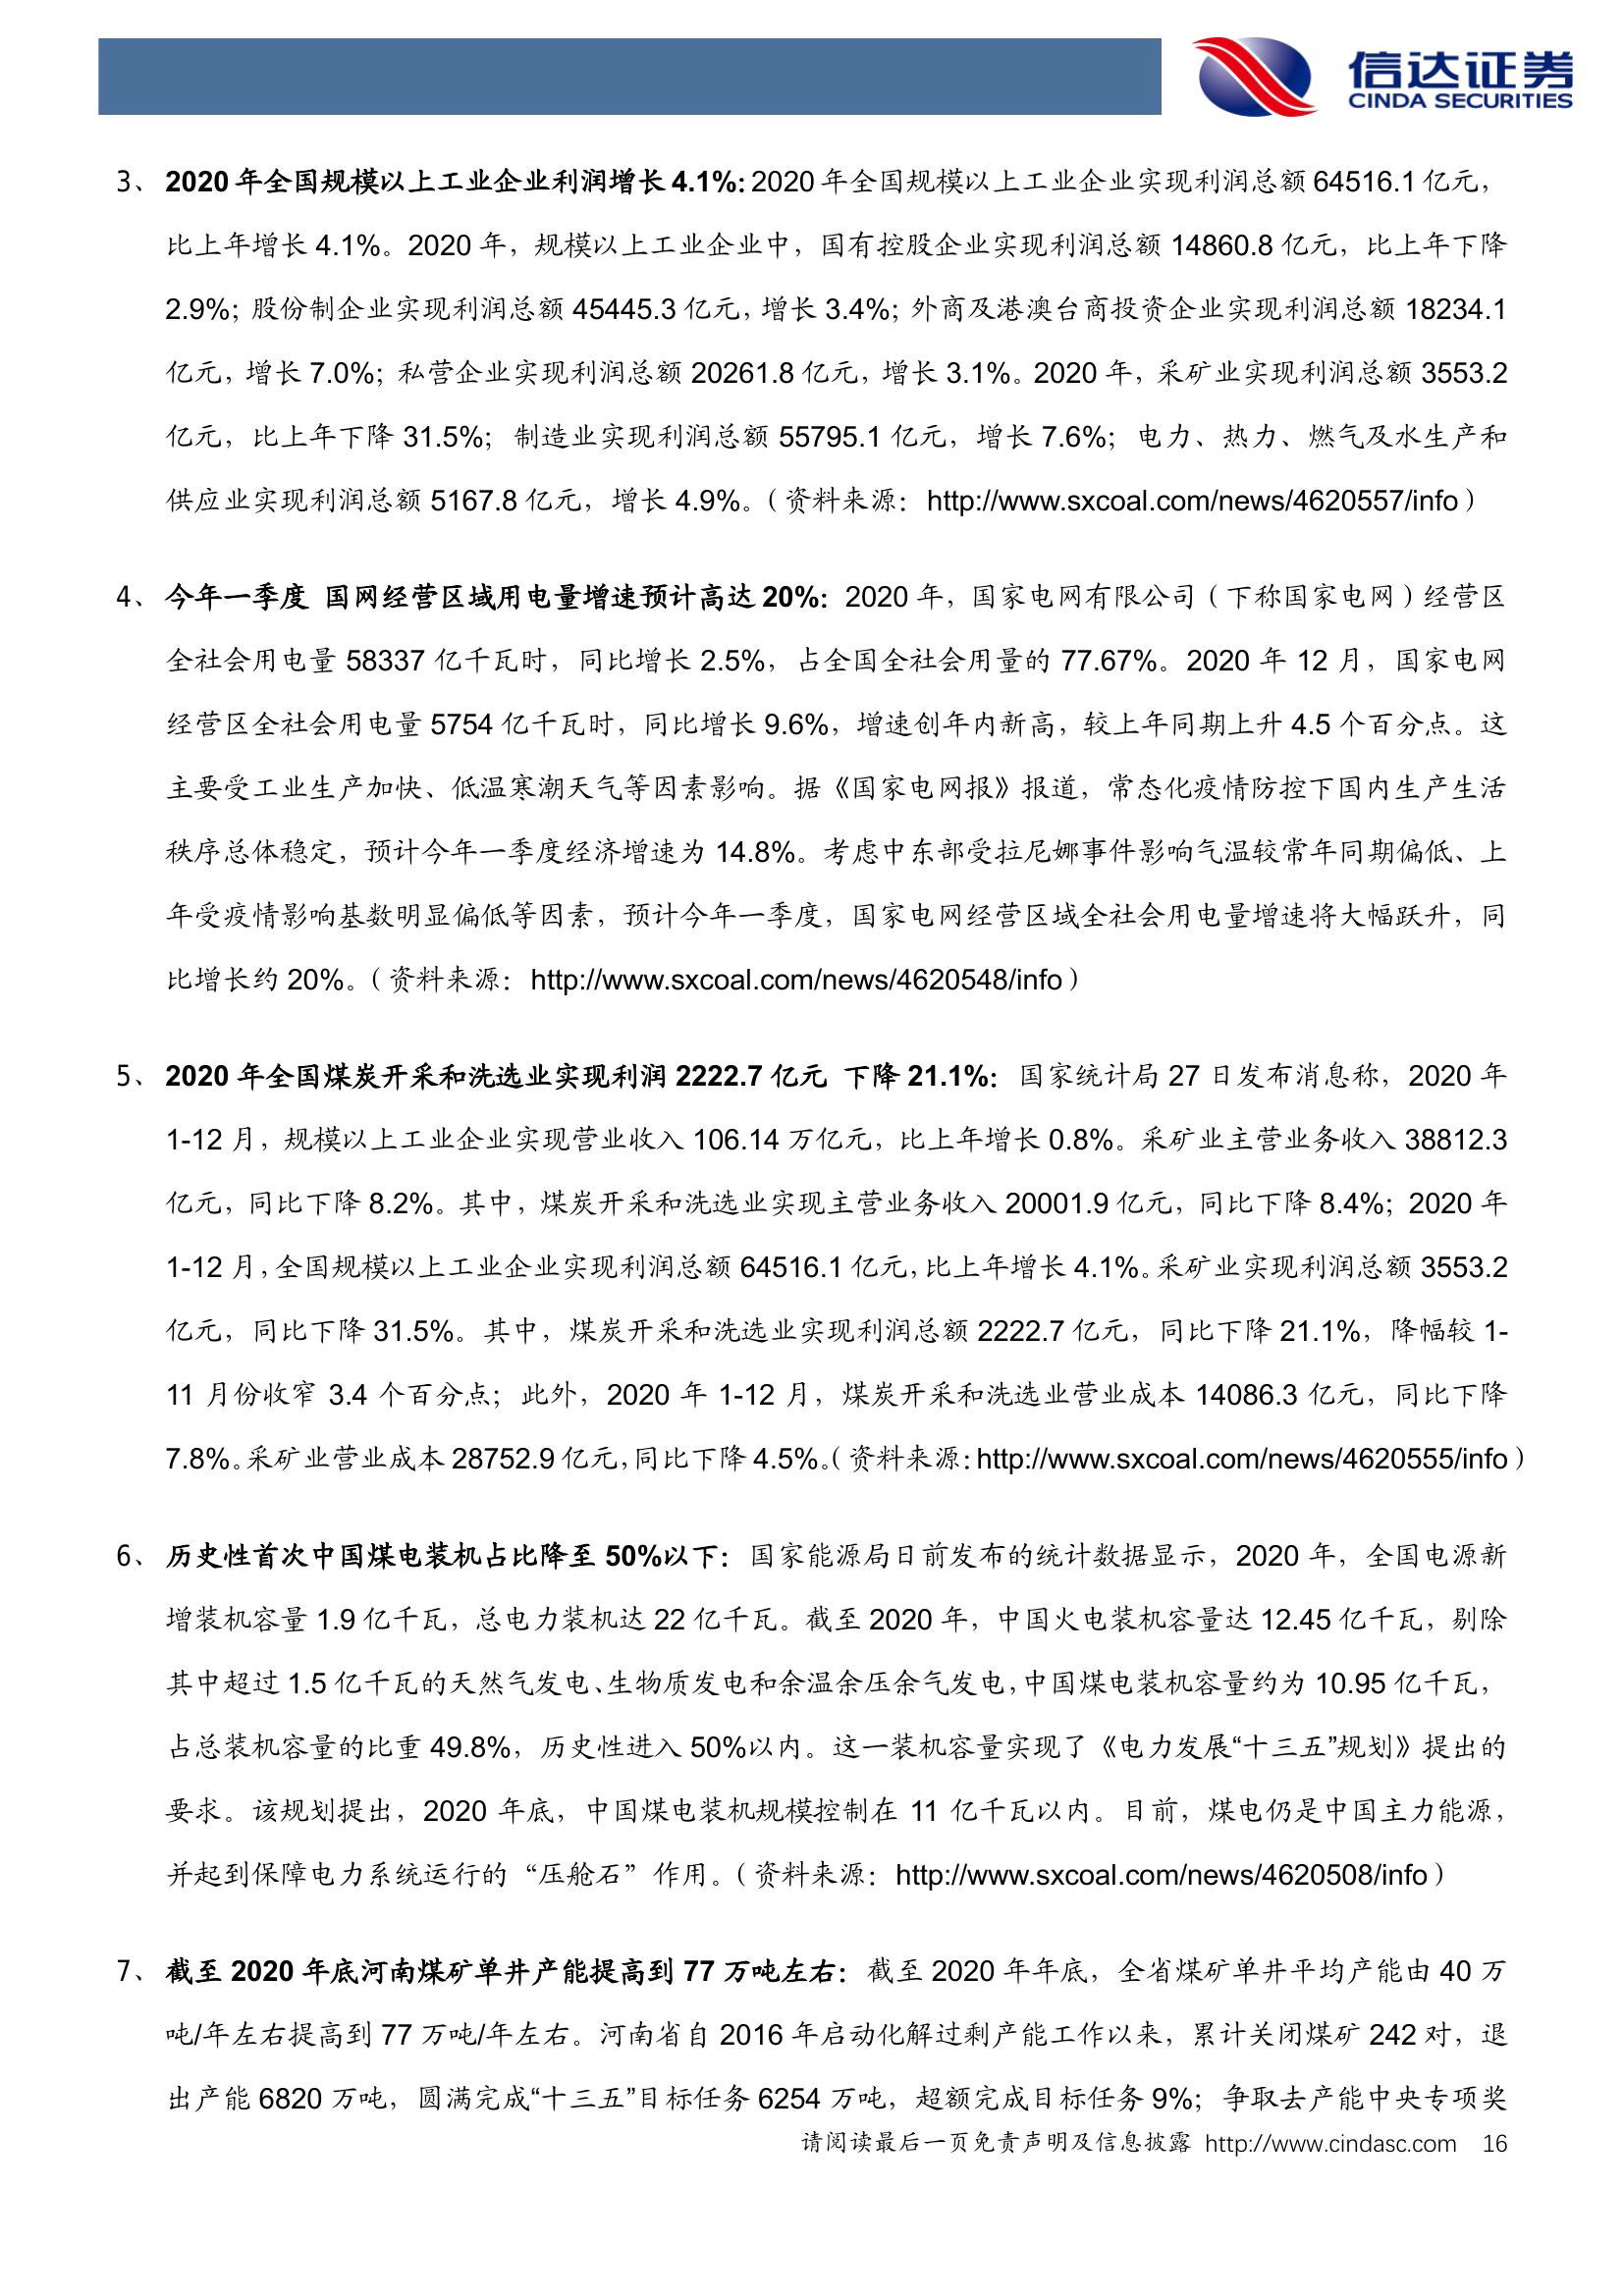 信达证券
CINDA SECURITIES
3、 2020 年全国规模以上工业企业利润增长 4.1%：2020 年全国规模以上工业企业实现利润总额 64516.1 亿元，
比上年增长 4.1%。2020 年，规模以上工业企业中，国有控股企业实现利润总额 14860.8 亿元，比上年下降
2.9%；股份制企业实现利润总额 45445.3 亿元，增长 3.4%；外商及港澳台商投资企业实现利润总额 18234.1
亿元，增长 7.0%；私营企业实现利润总额 20261.8 亿元，增长 3.1%。2020 年，采矿业实现利润总额 3553.2
亿元，比上年下降 31.5%；制造业实现利润总额 55795.1 亿元，增长 7.6%；电力、热力、燃气及水生产和
供应业实现利润总额 5167.8 亿元，增长 4.9%。（资料来源：http://www.sxcoal.com/news/4620557/info）
4、 今年一季度 国网经营区域用电量增速预计高达 20%：2020 年，国家电网有限公司（下称国家电网）经营区
全社会用电量 58337 亿千瓦时，同比增长 2.5%，占全国全社会用量的 77.67%。2020 年 12 月，国家电网
经营区全社会用电量 5754 亿千瓦时，同比增长 9.6%，增速创年内新高，较上年同期上升 4.5 个百分点。这
主要受工业生产加快、低温寒潮天气等因素影响。据《国家电网报》报道，常态化疫情防控下国内生产生活
秩序总体稳定，预计今年一季度经济增速为 14.8%。考虑中东部受拉尼娜事件影响气温较常年同期偏低、上
年受疫情影响基数明显偏低等因素，预计今年一季度，国家电网经营区域全社会用电量增速将大幅跃升，同
比增长约 20%。（资料来源：http://www.sxcoal.com/news/4620548/info）
5、 2020 年全国煤炭开采和洗选业实现利润 2222.7 亿元 下降 21.1%：国家统计局 27 日发布消息称，2020 年
1-12 月，规模以上工业企业实现营业收入 106.14 万亿元，比上年增长 0.8%。采矿业主营业务收入 38812.3
亿元，同比下降 8.2%。其中，煤炭开采和洗选业实现主营业务收入 20001.9 亿元，同比下降 8.4%；2020 年
1-12 月，全国规模以上工业企业实现利润总额 64516.1 亿元，比上年增长 4.1%。采矿业实现利润总额 3553.2
亿元，同比下降 31.5%。其中，煤炭开采和洗选业实现利润总额 2222.7 亿元，同比下降 21.1%，降幅较 1-
11 月份收窄 3.4 个百分点；此外，2020 年 1-12 月，煤炭开采和洗选业营业成本 14086.3 亿元，同比下降
7.8%。采矿业营业成本 28752.9 亿元，同比下降 4.5%。（资料来源：http://www.sxcoal.com/news/4620555/info）
6、 历史性首次中国煤电装机占比降至 50%以下：国家能源局日前发布的统计数据显示，2020 年，全国电源新
增装机容量 1.9 亿千瓦，总电力装机达 22 亿千瓦。截至 2020 年，中国火电装机容量达 12.45 亿千瓦，剔除
其中超过 1.5 亿千瓦的天然气发电、生物质发电和余温余压余气发电，中国煤电装机容量约为 10.95 亿千瓦，
占总装机容量的比重 49.8%，历史性进入 50%以内。这一装机容量实现了《电力发展“十三五”规划》提出的
要求。该规划提出，2020 年底，中国煤电装机规模控制在 11 亿千瓦以内。目前，煤电仍是中国主力能源，
并起到保障电力系统运行的“压舱石”作用。（资料来源：http://www.sxcoal.com/news/4620508/info）
7、 截至 2020 年底河南煤矿单井产能提高到 77 万吨左右：截至 2020 年年底，全省煤矿单井平均产能由 40 万
吨/年左右提高到 77 万吨/年左右。河南省自 2016 年启动化解过剩产能工作以来，累计关闭煤矿 242 对，退
出产能 6820 万吨，圆满完成“十三五”目标任务 6254 万吨，超额完成目标任务 9%；争取去产能中央专项奖
请阅读最后一页免责声明及信息披露 http://www.cindasc.com 16